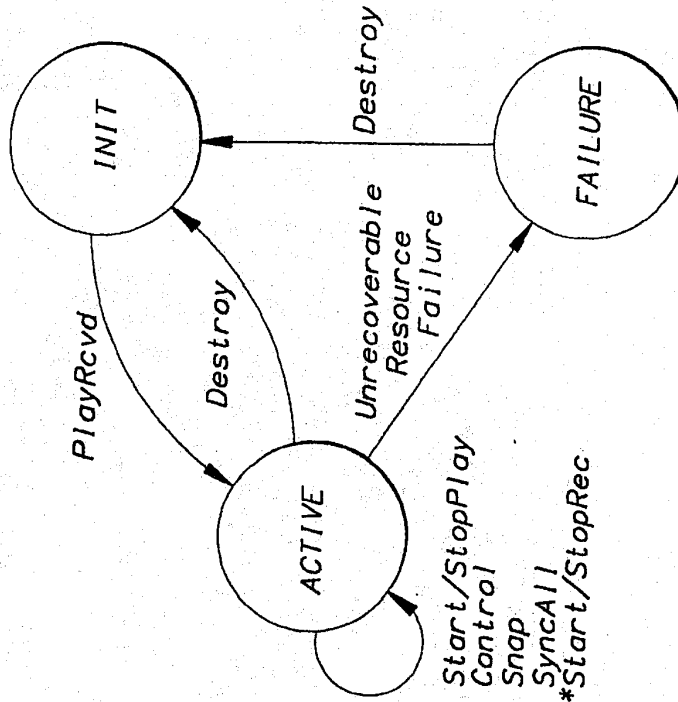 INIT
PlayRcvd
Destroy
Destroy
ACTIVE
Unrecoverable
Resource
Failure
FAILURE
Start/StopPlay
Control
Snap
SyncAll
*Start/StopRec